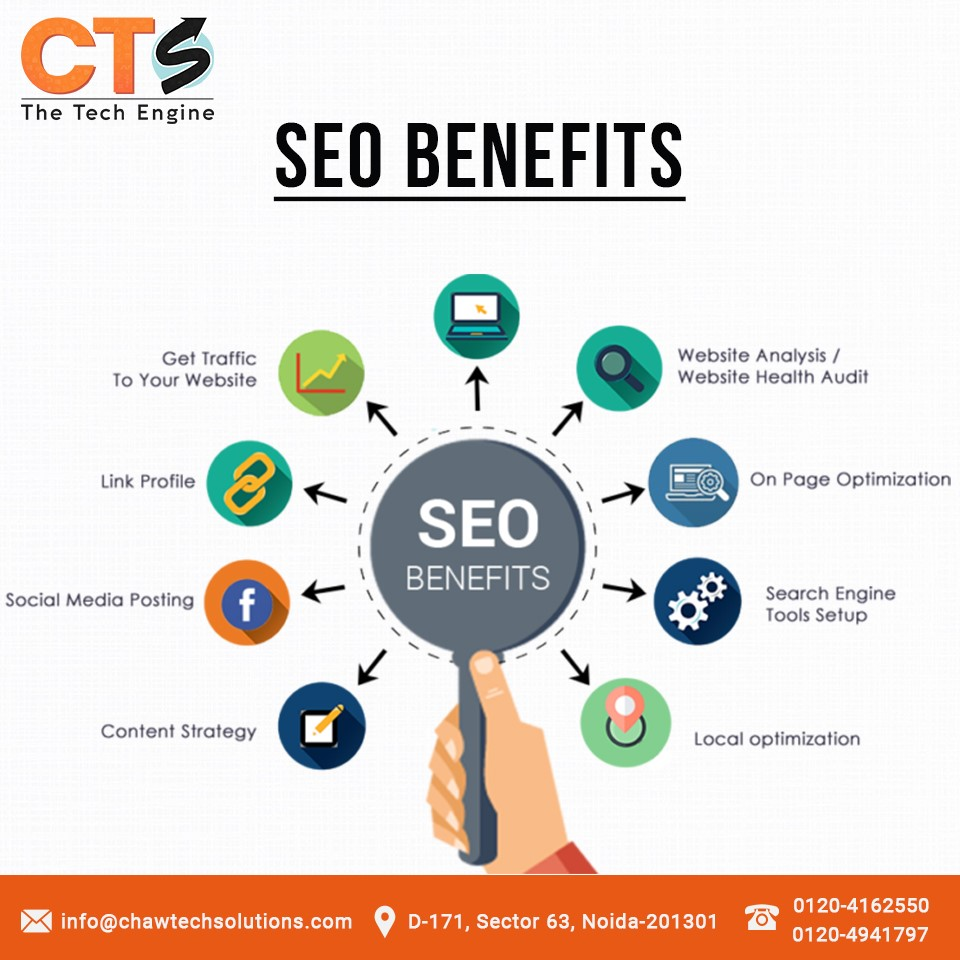 CTS
The Tech Engine
SEO BENEFITS
Get Traffic
To Your Website
Website Analysis /
Website Health Audit
Link Profile
On Page Optimization
SEO
BENEFITS
Social Media Posting
Search Engine
Tools Setup
Content Strategy
Local optimization
info@chawtechsolutions.com
D-171, Sector 63, Noida-201301
0120-4162550
0120-4941797